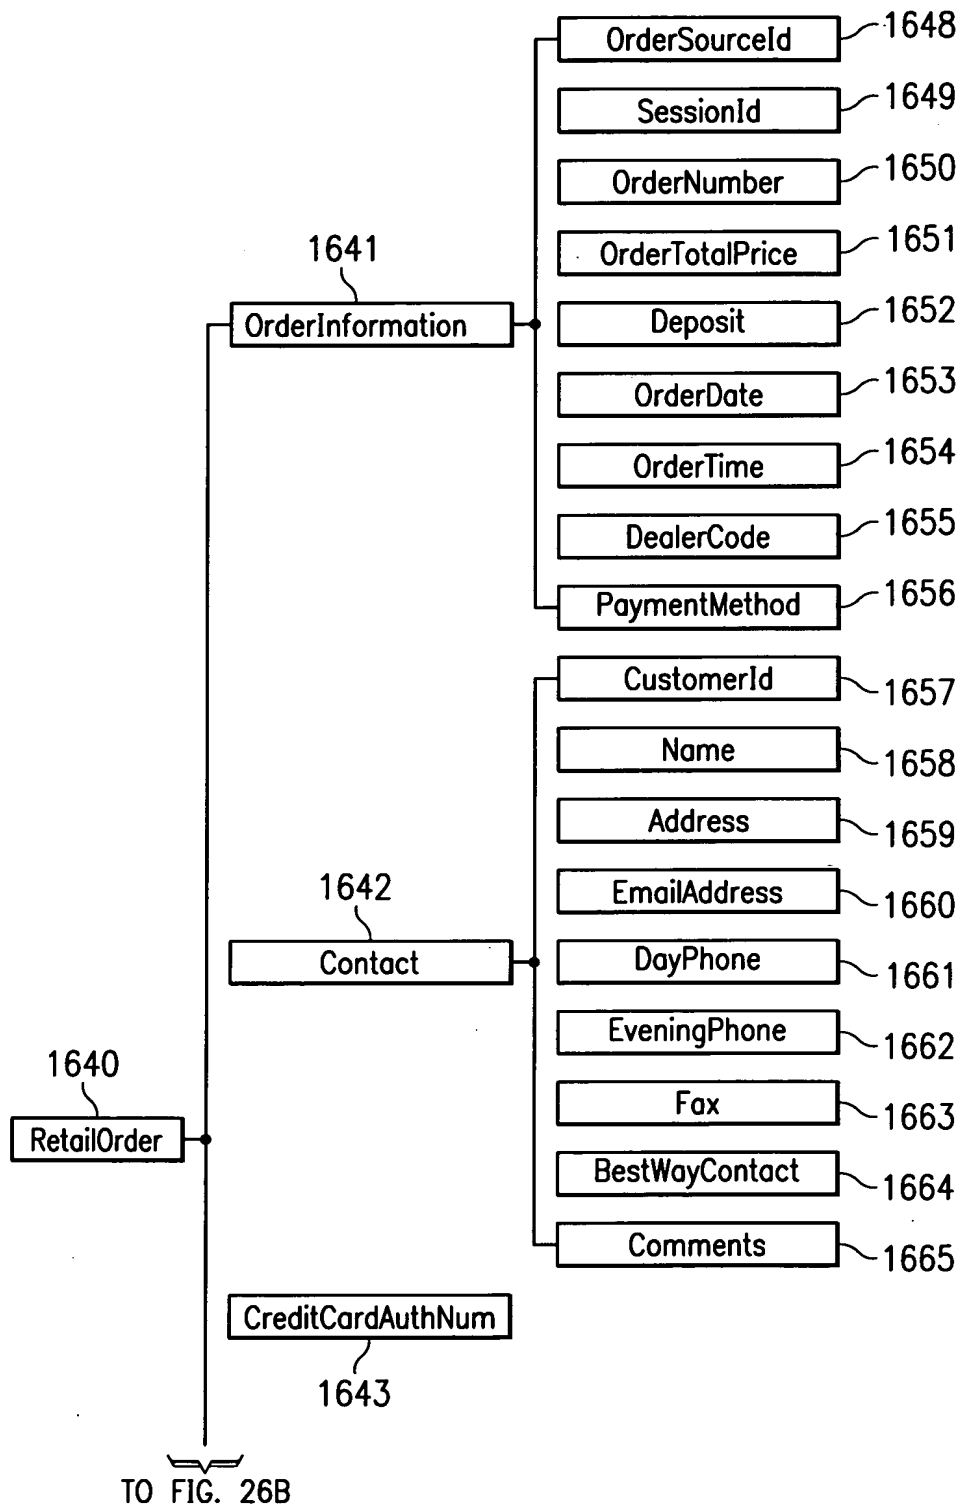 OrderSourceId 1648
SessionId 1649
OrderNumber 1650
OrderTotalPrice 1651
1641
OrderInformation
Deposit 1652
OrderDate 1653
OrderTime 1654
DealerCode 1655
PaymentMethod 1656
CustomerId 1657
Name 1658
Address 1659
EmailAddress 1660
1642
Contact
DayPhone 1661
EveningPhone 1662
1640
RetailOrder
Fax 1663
BestWayContact 1664
Comments 1665
CreditCardAuthNum
1643
TO FIG. 26B